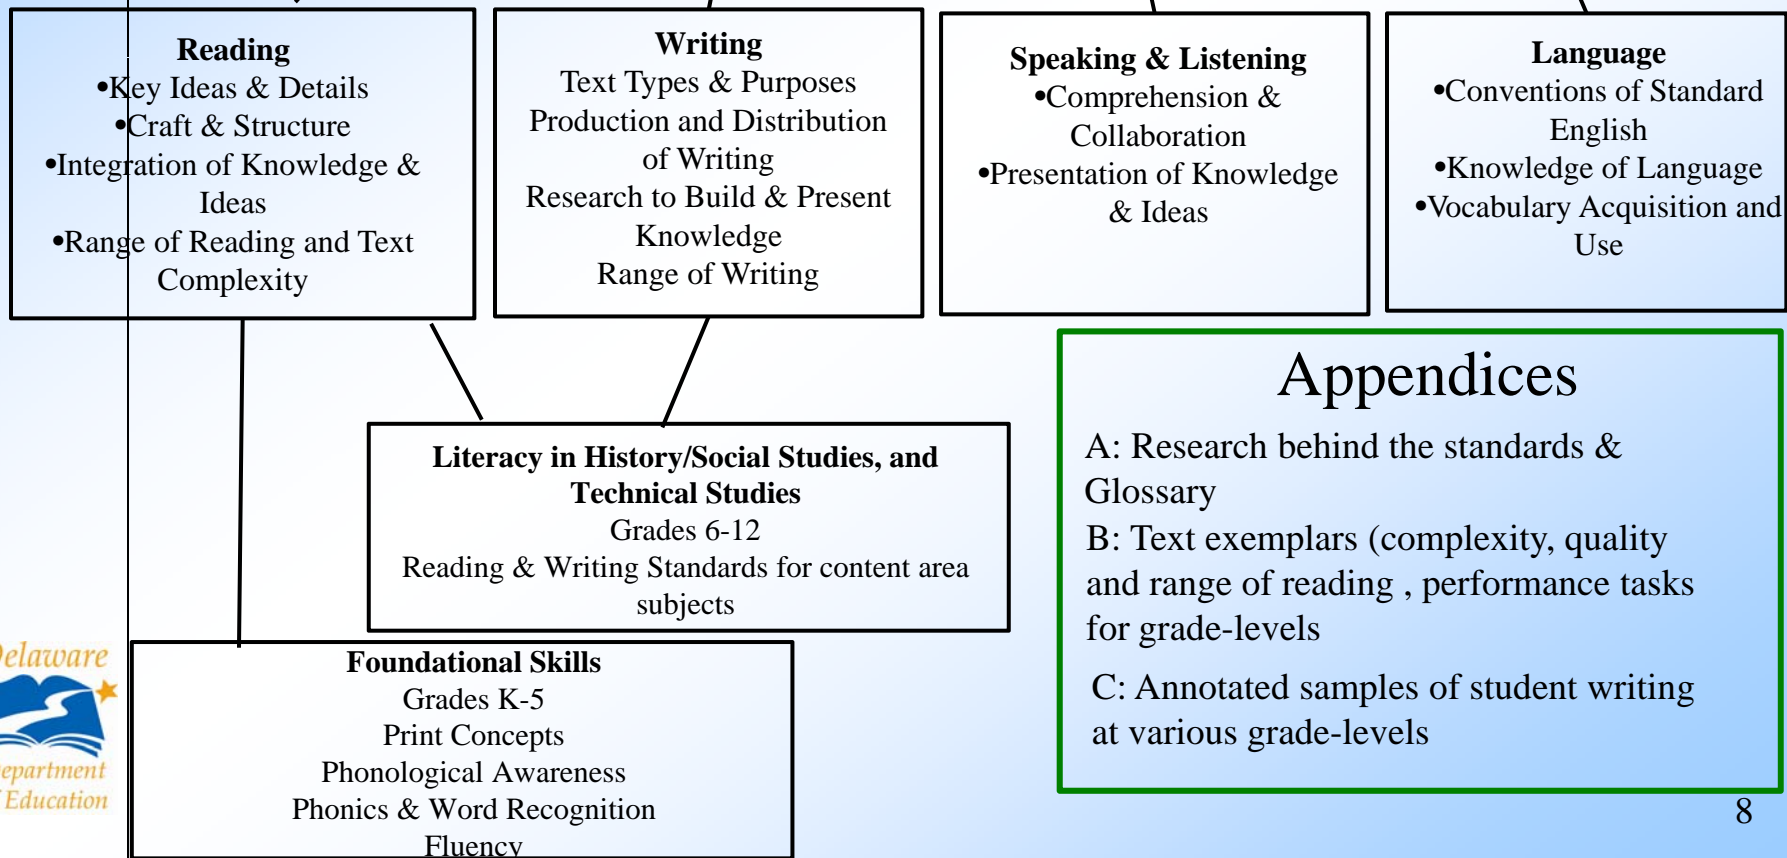 Reading
•Key Ideas & Details
•Craft & Structure
•Integration of Knowledge &
Ideas
•Range of Reading and Text
Complexity
Writing
Text Types & Purposes
Production and Distribution
of Writing
Research to Build & Present
Knowledge
Range of Writing
Speaking & Listening
•Comprehension &
Collaboration
•Presentation of Knowledge
& Ideas
Language
•Conventions of Standard
English
•Knowledge of Language
•Vocabulary Acquisition and
Use
Literacy in History/Social Studies, and
Technical Studies
Grades 6-12
Reading & Writing Standards for content area
subjects
Foundational Skills
Grades K-5
Print Concepts
Phonological Awareness
Phonics & Word Recognition
Fluency
Appendices
A: Research behind the standards &
Glossary
B: Text exemplars (complexity, quality
and range of reading , performance tasks
for grade-levels
C: Annotated samples of student writing
at various grade-levels
Delaware
Department
of Education
8